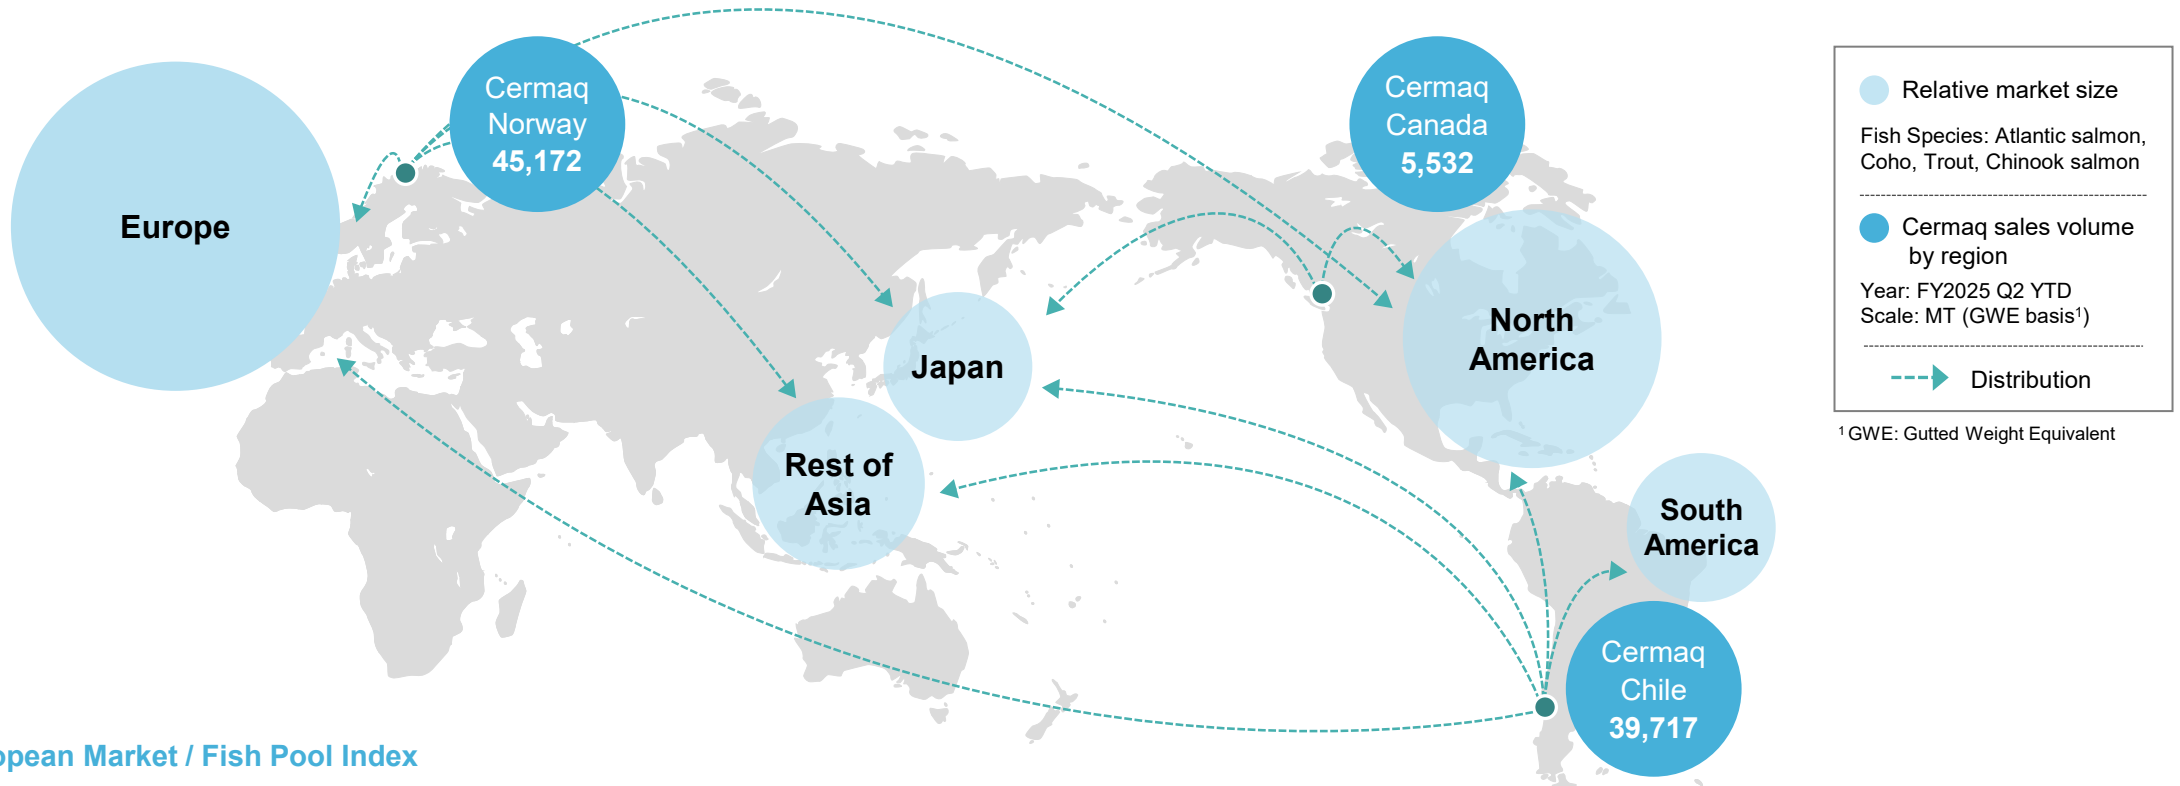 Cermaq
Norway
45,172
Cermaq
Canada
5,532
Europe
Japan
North
America
Rest of
Asia
South
America
Cermaq
Chile
39,717
Relative market size
Fish Species: Atlantic salmon,
Coho, Trout, Chinook salmon
Cermaq sales volume
by region
Year: FY2025 Q2 YTD
Scale: MT (GWE basis¹)
Distribution
¹ GWE: Gutted Weight Equivalent
opean Market / Fish Pool Index